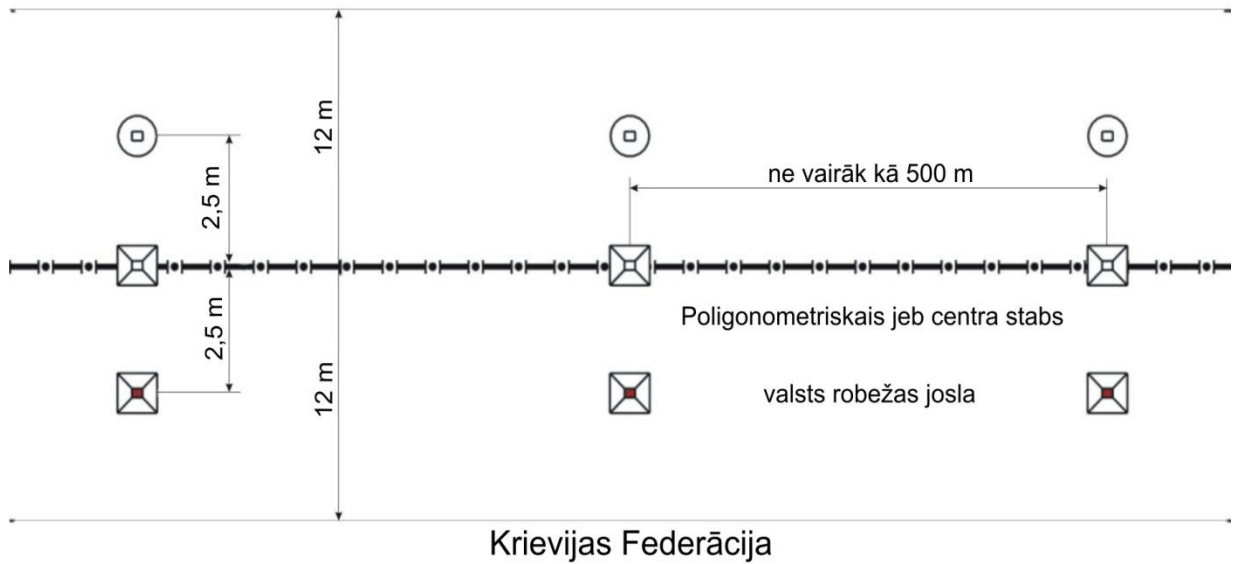 12 m
2,5 m
ne vairāk kā 500 m
2,5 m
Poligonometriskais jeb centra stabs
12 m
valsts robežas josla
Krievijas Federācija